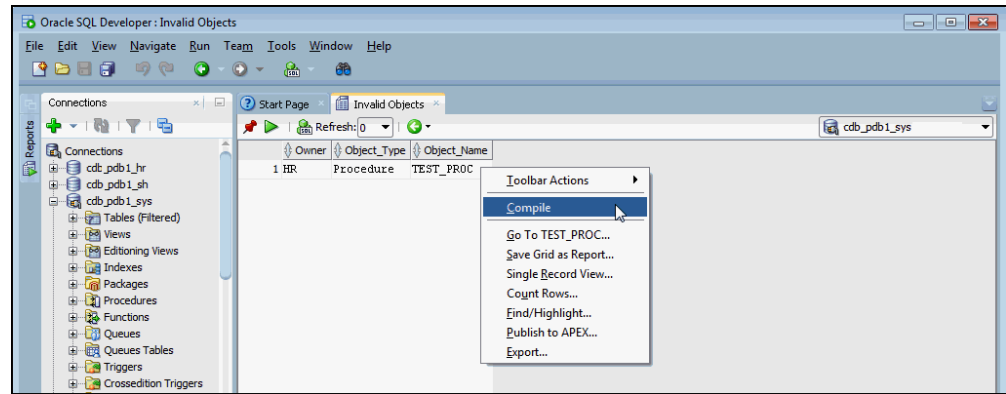 Oracle SQL Developer : Invalid Objects
File Edit View Navigate Run Team Tools Window Help
SQL
Connections
Start Page
Invalid Objects
Reports
SQL Refresh: 0
cdb_pdb1_sys
Connections
Owner Object_Type Object_Name
cdb_pdb1_hr
1 HR Procedure TEST_PROC
cdb_pdb1_sh
cdb_pdb1_sys
Tables (Filtered)
Views
Editioning Views
Indexes
Packages
Procedures
Functions
Queues
Queues Tables
Triggers
Crossedition Triggers
Toolbar Actions
Compile
Go To TEST_PROC...
Save Grid as Report...
Single Record View...
Count Rows...
Find/Highlight...
Publish to APEX...
Export...